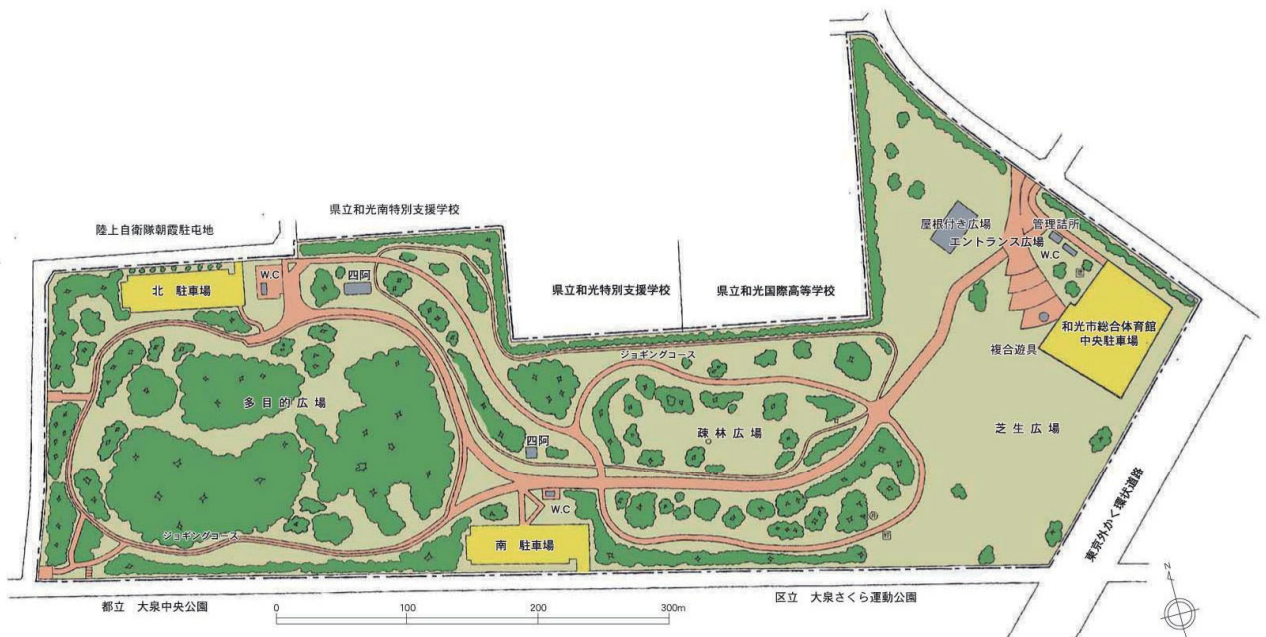 県立和光南特別支援学校
陸上自衛隊朝霞駐屯地
屋根付き広場
管理詰所
エントランス広場
W.C
W.C
四阿
北 駐車場
県立和光特別支援学校
県立和光国際高等学校
和光市総合体育館
中央駐車場
複合遊具
ジョギングコース
多目的広場
疎林広場
芝生広場
四阿
W.C
東京外かく環状道路
ジョギングコース
南 駐車場
都立 大泉中央公園
区立 大泉さくら運動公園
0 100 200 300m
N